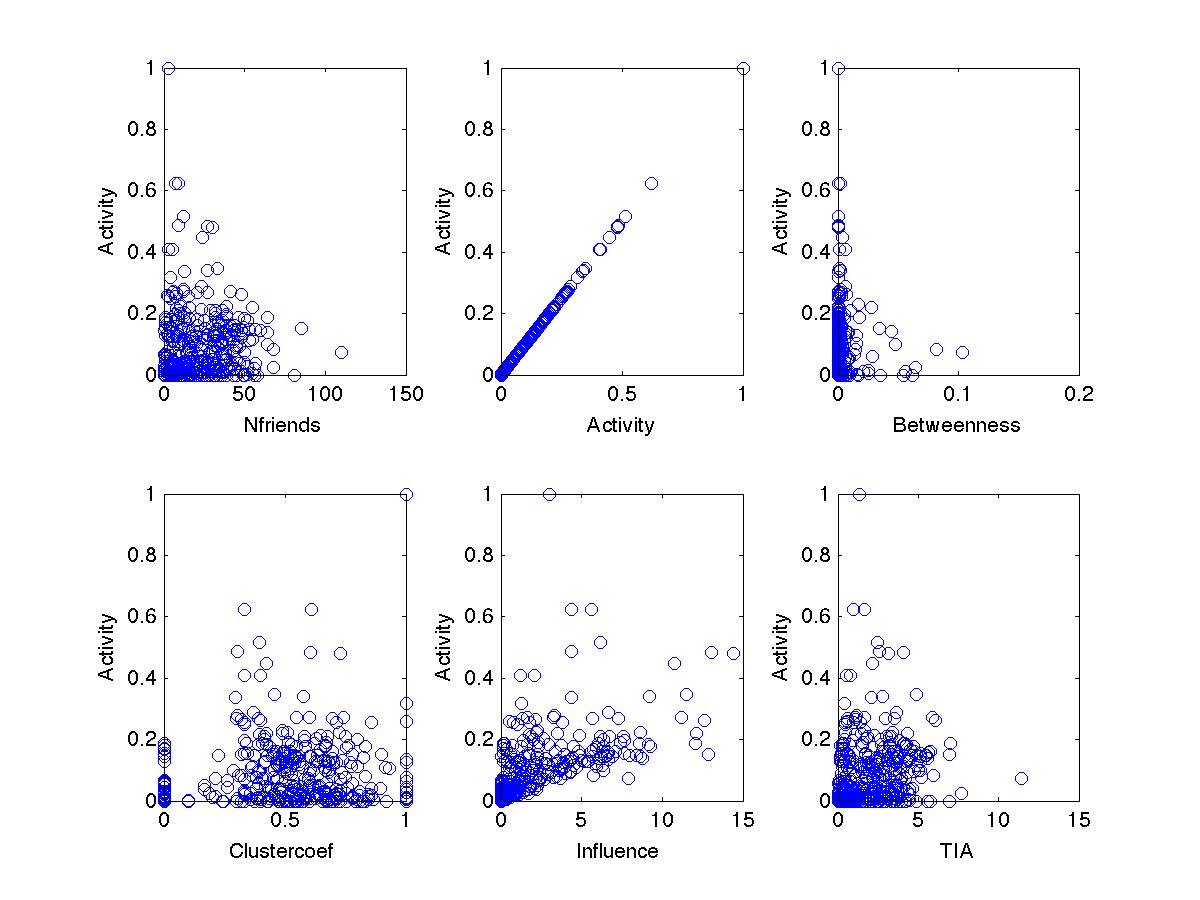 1 1 1
0.8 0.8 0.8
0.6 0.6 0.6
Activity Activity Activity
0.4 0.4 0.4
0.2 0.2 0.2
0 0 0
0 50 100 150 0 0.5 1 0 0.1 0.2
Nfriends Activity Betweenness
1 1 1
0.8 0.8 0.8
0.6 0.6 0.6
Activity Activity Activity
0.4 0.4 0.4
0.2 0.2 0.2
0 0 0
0 0.5 1 0 5 10 15 0 5 10 15
Clustercoef Influence TIA